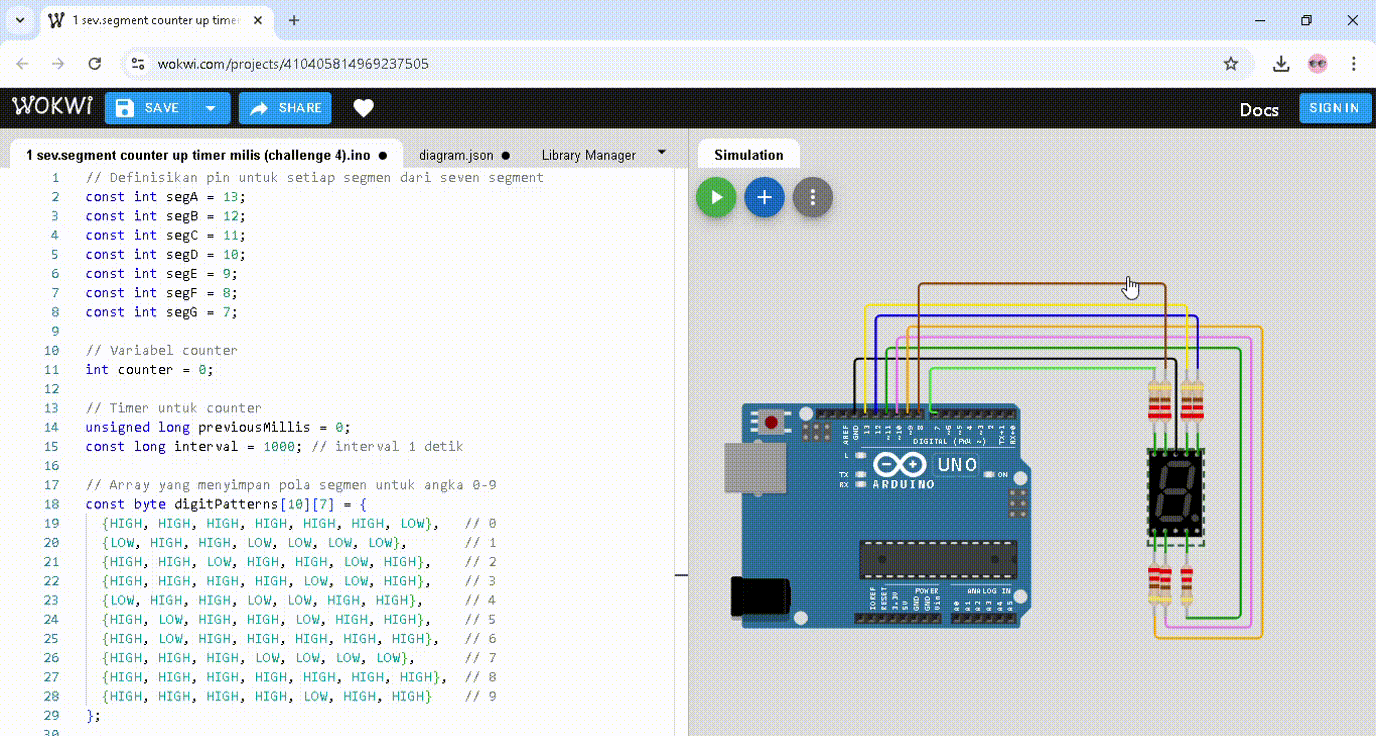 1 sev.segment counter up timer
wokwi.com/projects/410405814969237505
WOKWI SAVE SHARE Docs SIGN IN
1 sev.segment counter up timer milis (challenge 4).ino ● diagram.json ● Library Manager
Simulation
1 // Definisikan pin untuk setiap segmen dari seven segment
2 const int segA = 13;
3 const int segB = 12;
4 const int segC = 11;
5 const int segD = 10;
6 const int segE = 9;
7 const int segF = 8;
8 const int segG = 7;
9
10 // Variabel counter
11 int counter = 0;
12
13 // Timer untuk counter
14 unsigned long previousMillis = 0;
15 const long interval = 1000; // interval 1 detik
16
17 // Array yang menyimpan pola segmen untuk angka 0-9
18 const byte digitPatterns[10][7] = {
19 {HIGH, HIGH, HIGH, HIGH, HIGH, HIGH, LOW}, // 0
20 {LOW, HIGH, HIGH, LOW, LOW, LOW, LOW}, // 1
21 {HIGH, HIGH, LOW, HIGH, HIGH, LOW, HIGH}, // 2
22 {HIGH, HIGH, HIGH, HIGH, LOW, LOW, HIGH}, // 3
23 {LOW, HIGH, HIGH, LOW, LOW, HIGH, HIGH}, // 4
24 {HIGH, LOW, HIGH, HIGH, LOW, HIGH, HIGH}, // 5
25 {HIGH, LOW, HIGH, HIGH, HIGH, HIGH, HIGH}, // 6
26 {HIGH, HIGH, HIGH, LOW, LOW, LOW, LOW}, // 7
27 {HIGH, HIGH, HIGH, HIGH, HIGH, HIGH, HIGH}, // 8
28 {HIGH, HIGH, HIGH, HIGH, LOW, HIGH, HIGH} // 9
29 };
30
AREF GND 13 12 ~11 ~10 ~9 8 7 ~6 ~5 4 ~3 2 TX→1 RX←0
DIGITAL (PWM ~)
L
TX
RX
UNO
ON
ARDUINO
IOREF RESET 3.3V 5V GND GND Vin
POWER
ANALOG IN
A0 A1 A2 A3 A4 A5